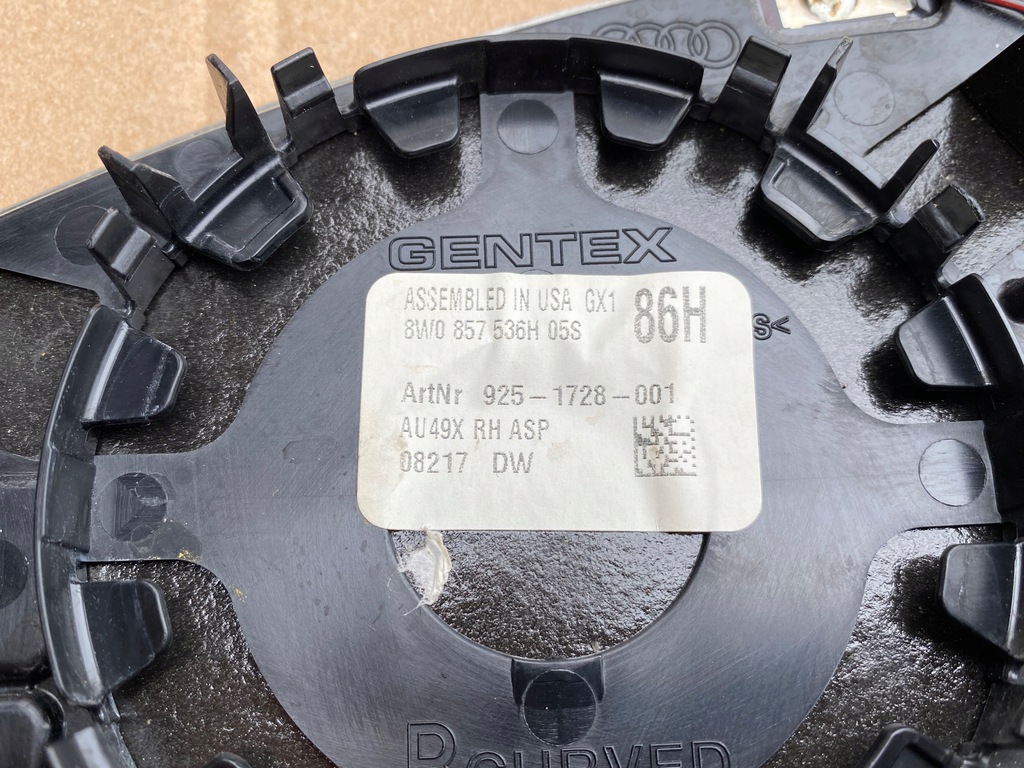 GENTEX
ASSEMBLED IN USA GX1 86H
8W0 857 536H 05S
S<
ArtNr 925-1728-001
AU49X RH ASP
08217 DW
R CURVED